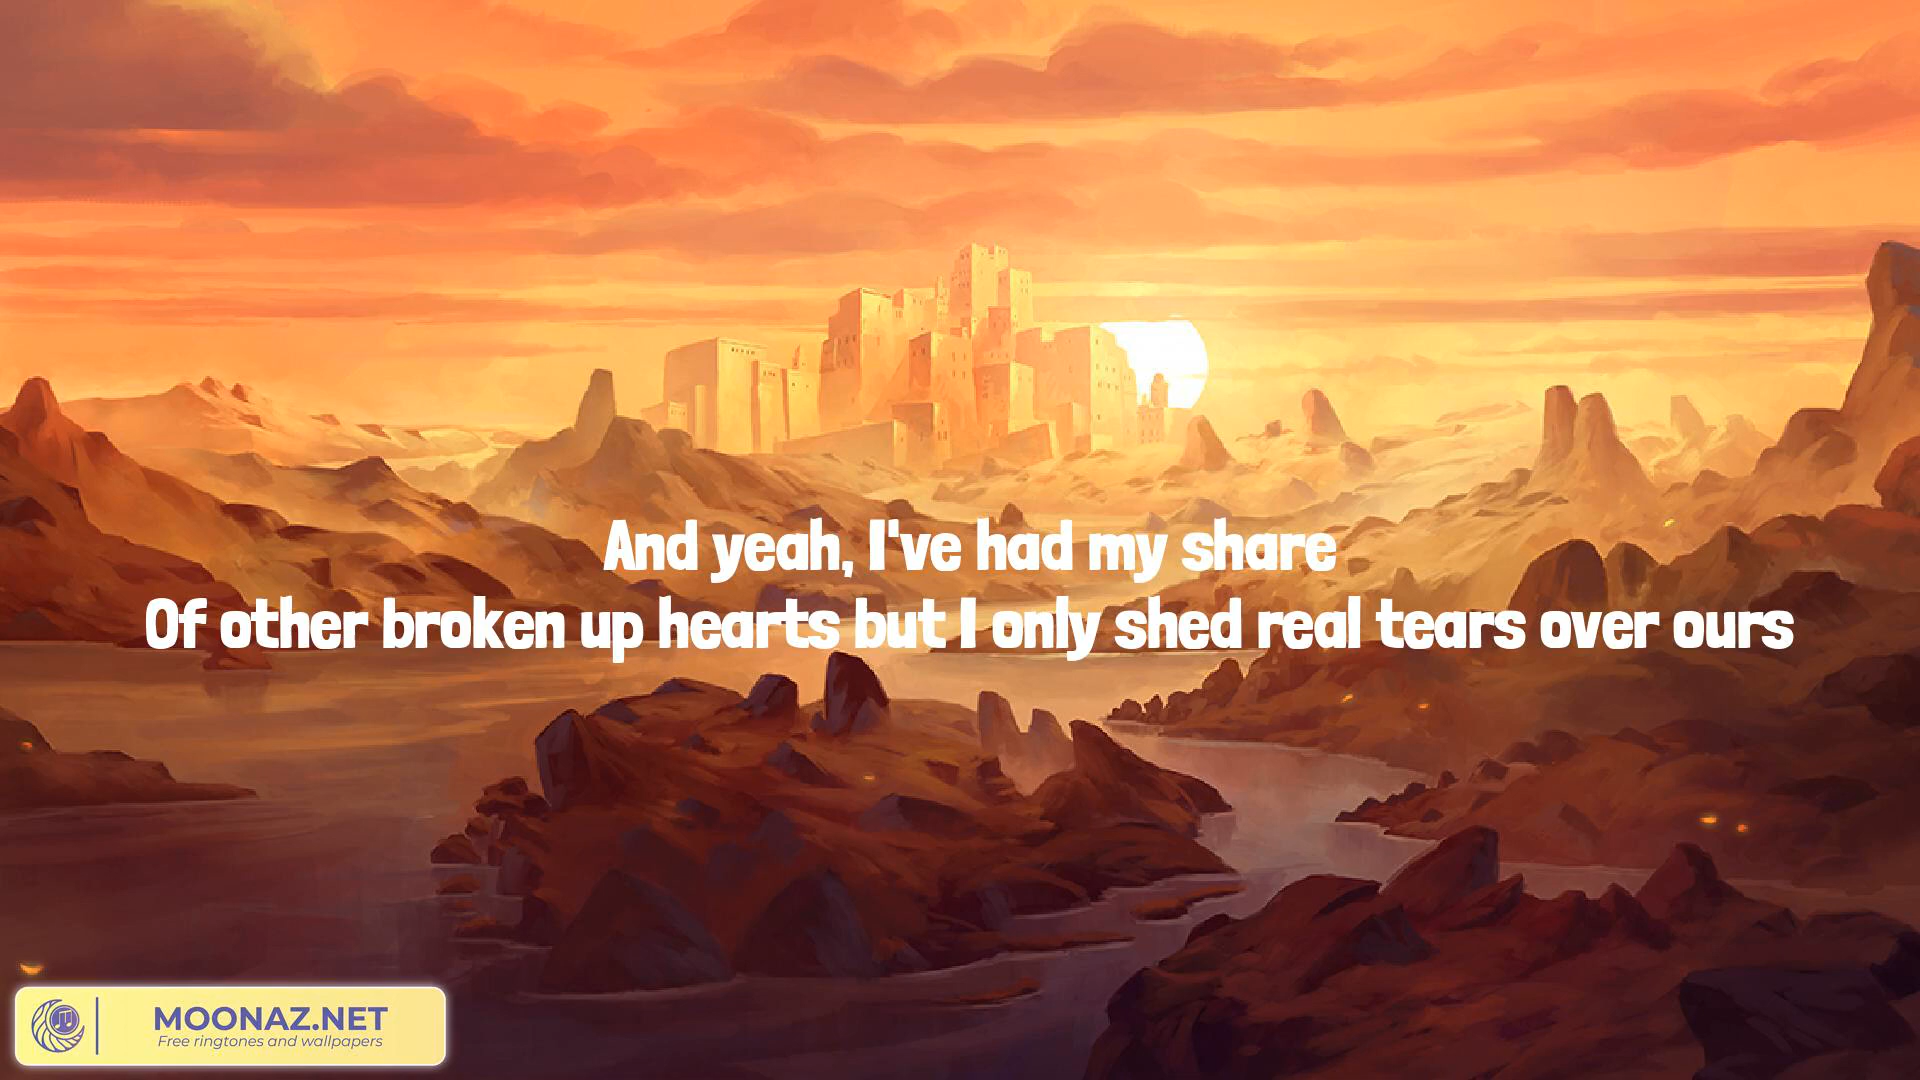 And yeah, I've had my share
Of other broken up hearts but I only shed real tears over ours
MOONAZ.NET
Free ringtones and wallpapers